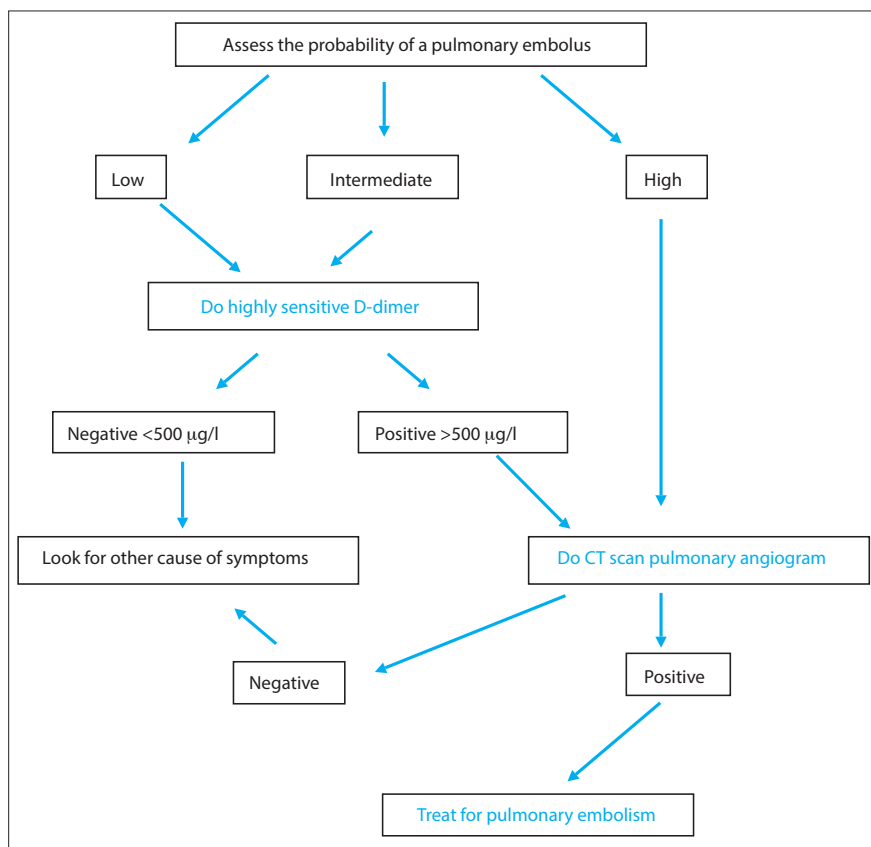 Assess the probability of a pulmonary embolus
Low
Intermediate
High
Do highly sensitive D-dimer
Negative <500 μg/l
Positive >500 μg/l
Look for other cause of symptoms
Do CT scan pulmonary angiogram
Negative
Positive
Treat for pulmonary embolism